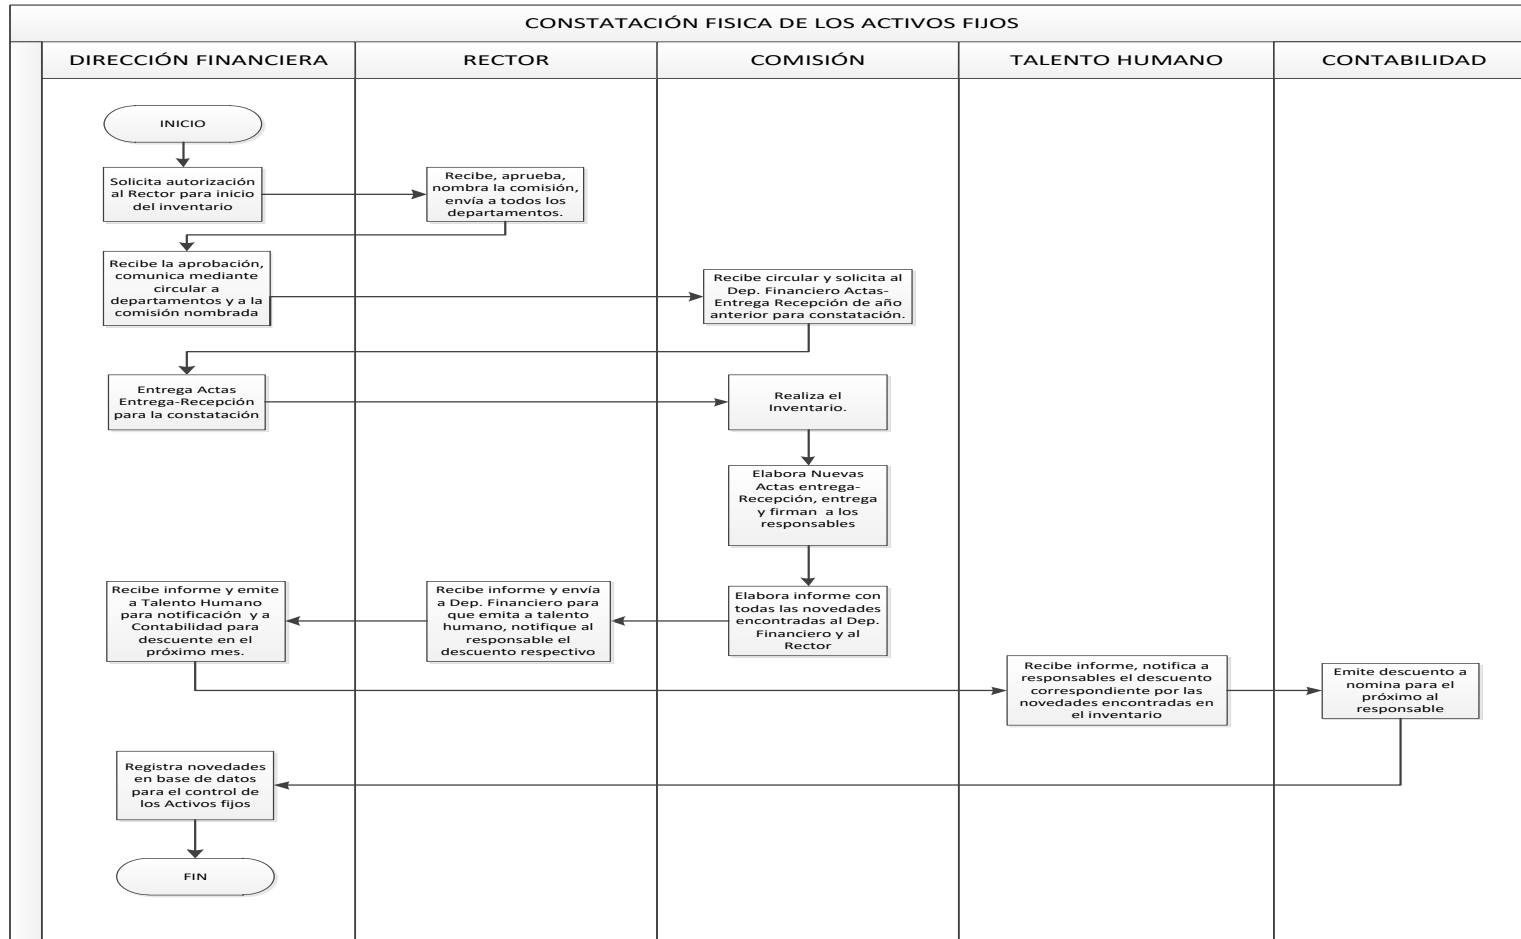 CONSTATACIÓN FISICA DE LOS ACTIVOS FIJOS
DIRECCIÓN FINANCIERA
RECTOR
COMISIÓN
TALENTO HUMANO
CONTABILIDAD
INICIO
Solicita autorización
al Rector para inicio
del inventario
Recibe, aprueba,
nombra la comisión,
envía a todos los
departamentos.
Recibe la aprobación,
comunica mediante
circular a
departamentos y a la
comisión nombrada
Recibe circular y solicita al
Dep. Financiero Actas-
Entrega Recepción de año
anterior para constatación.
Entrega Actas
Entrega-Recepción
para la constatación
Realiza el
Inventario.
Elabora Nuevas
Actas entrega-
Recepción, entrega
y firman a los
responsables
Elabora informe con
todas las novedades
encontradas al Dep.
Financiero y al
Rector
Recibe informe y envía
a Dep. Financiero para
que emita a talento
humano, notifique al
responsable el
descuento respectivo
Recibe informe y emite
a Talento Humano
para notificación y a
Contabilidad para
descuente en el
próximo mes.
Recibe informe, notifica a
responsables el descuento
correspondiente por las
novedades encontradas en
el inventario
Emite descuento a
nomina para el
próximo al
responsable
Registra novedades
en base de datos
para el control de
los Activos fijos
FIN